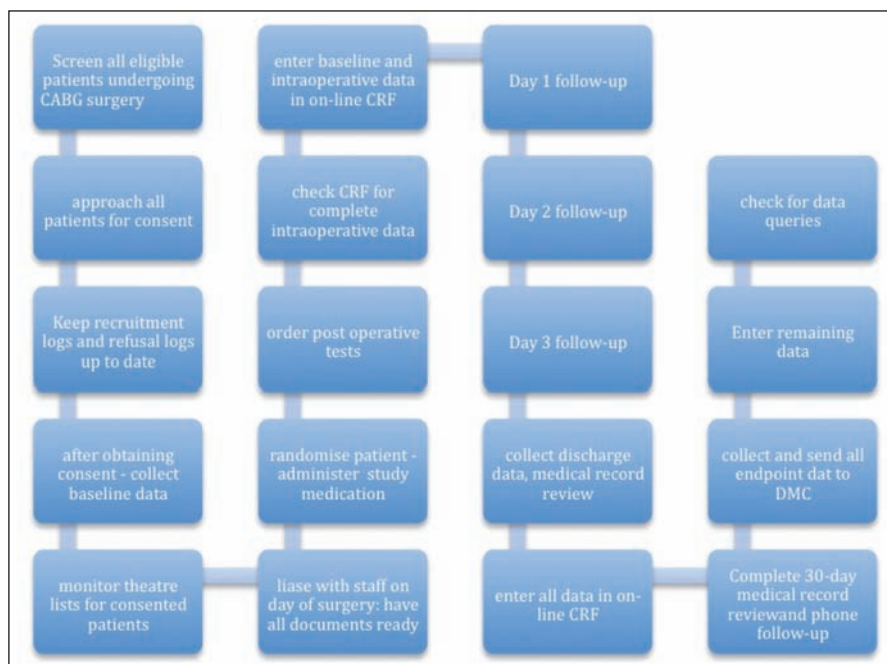 Screen all eligible
patients undergoing
CABG surgery
approach all
patients for consent
Keep recruitment
logs and refusal logs
up to date
after obtaining
consent - collect
baseline data
monitor theatre
lists for consented
patients
liase with staff on
day of surgery: have
all documents ready
randomise patient -
administer study
medication
order post operative
tests
check CRF for
complete
intraoperative data
enter baseline and
intraoperative data
in on-line CRF
Day 1 follow-up
Day 2 follow-up
Day 3 follow-up
collect discharge
data, medical record
review
enter all data in on-
line CRF
Complete 30-day
medical record
reviewand phone
follow-up
collect and send all
endpoint dat to
DMC
Enter remaining
data
check for data
queries